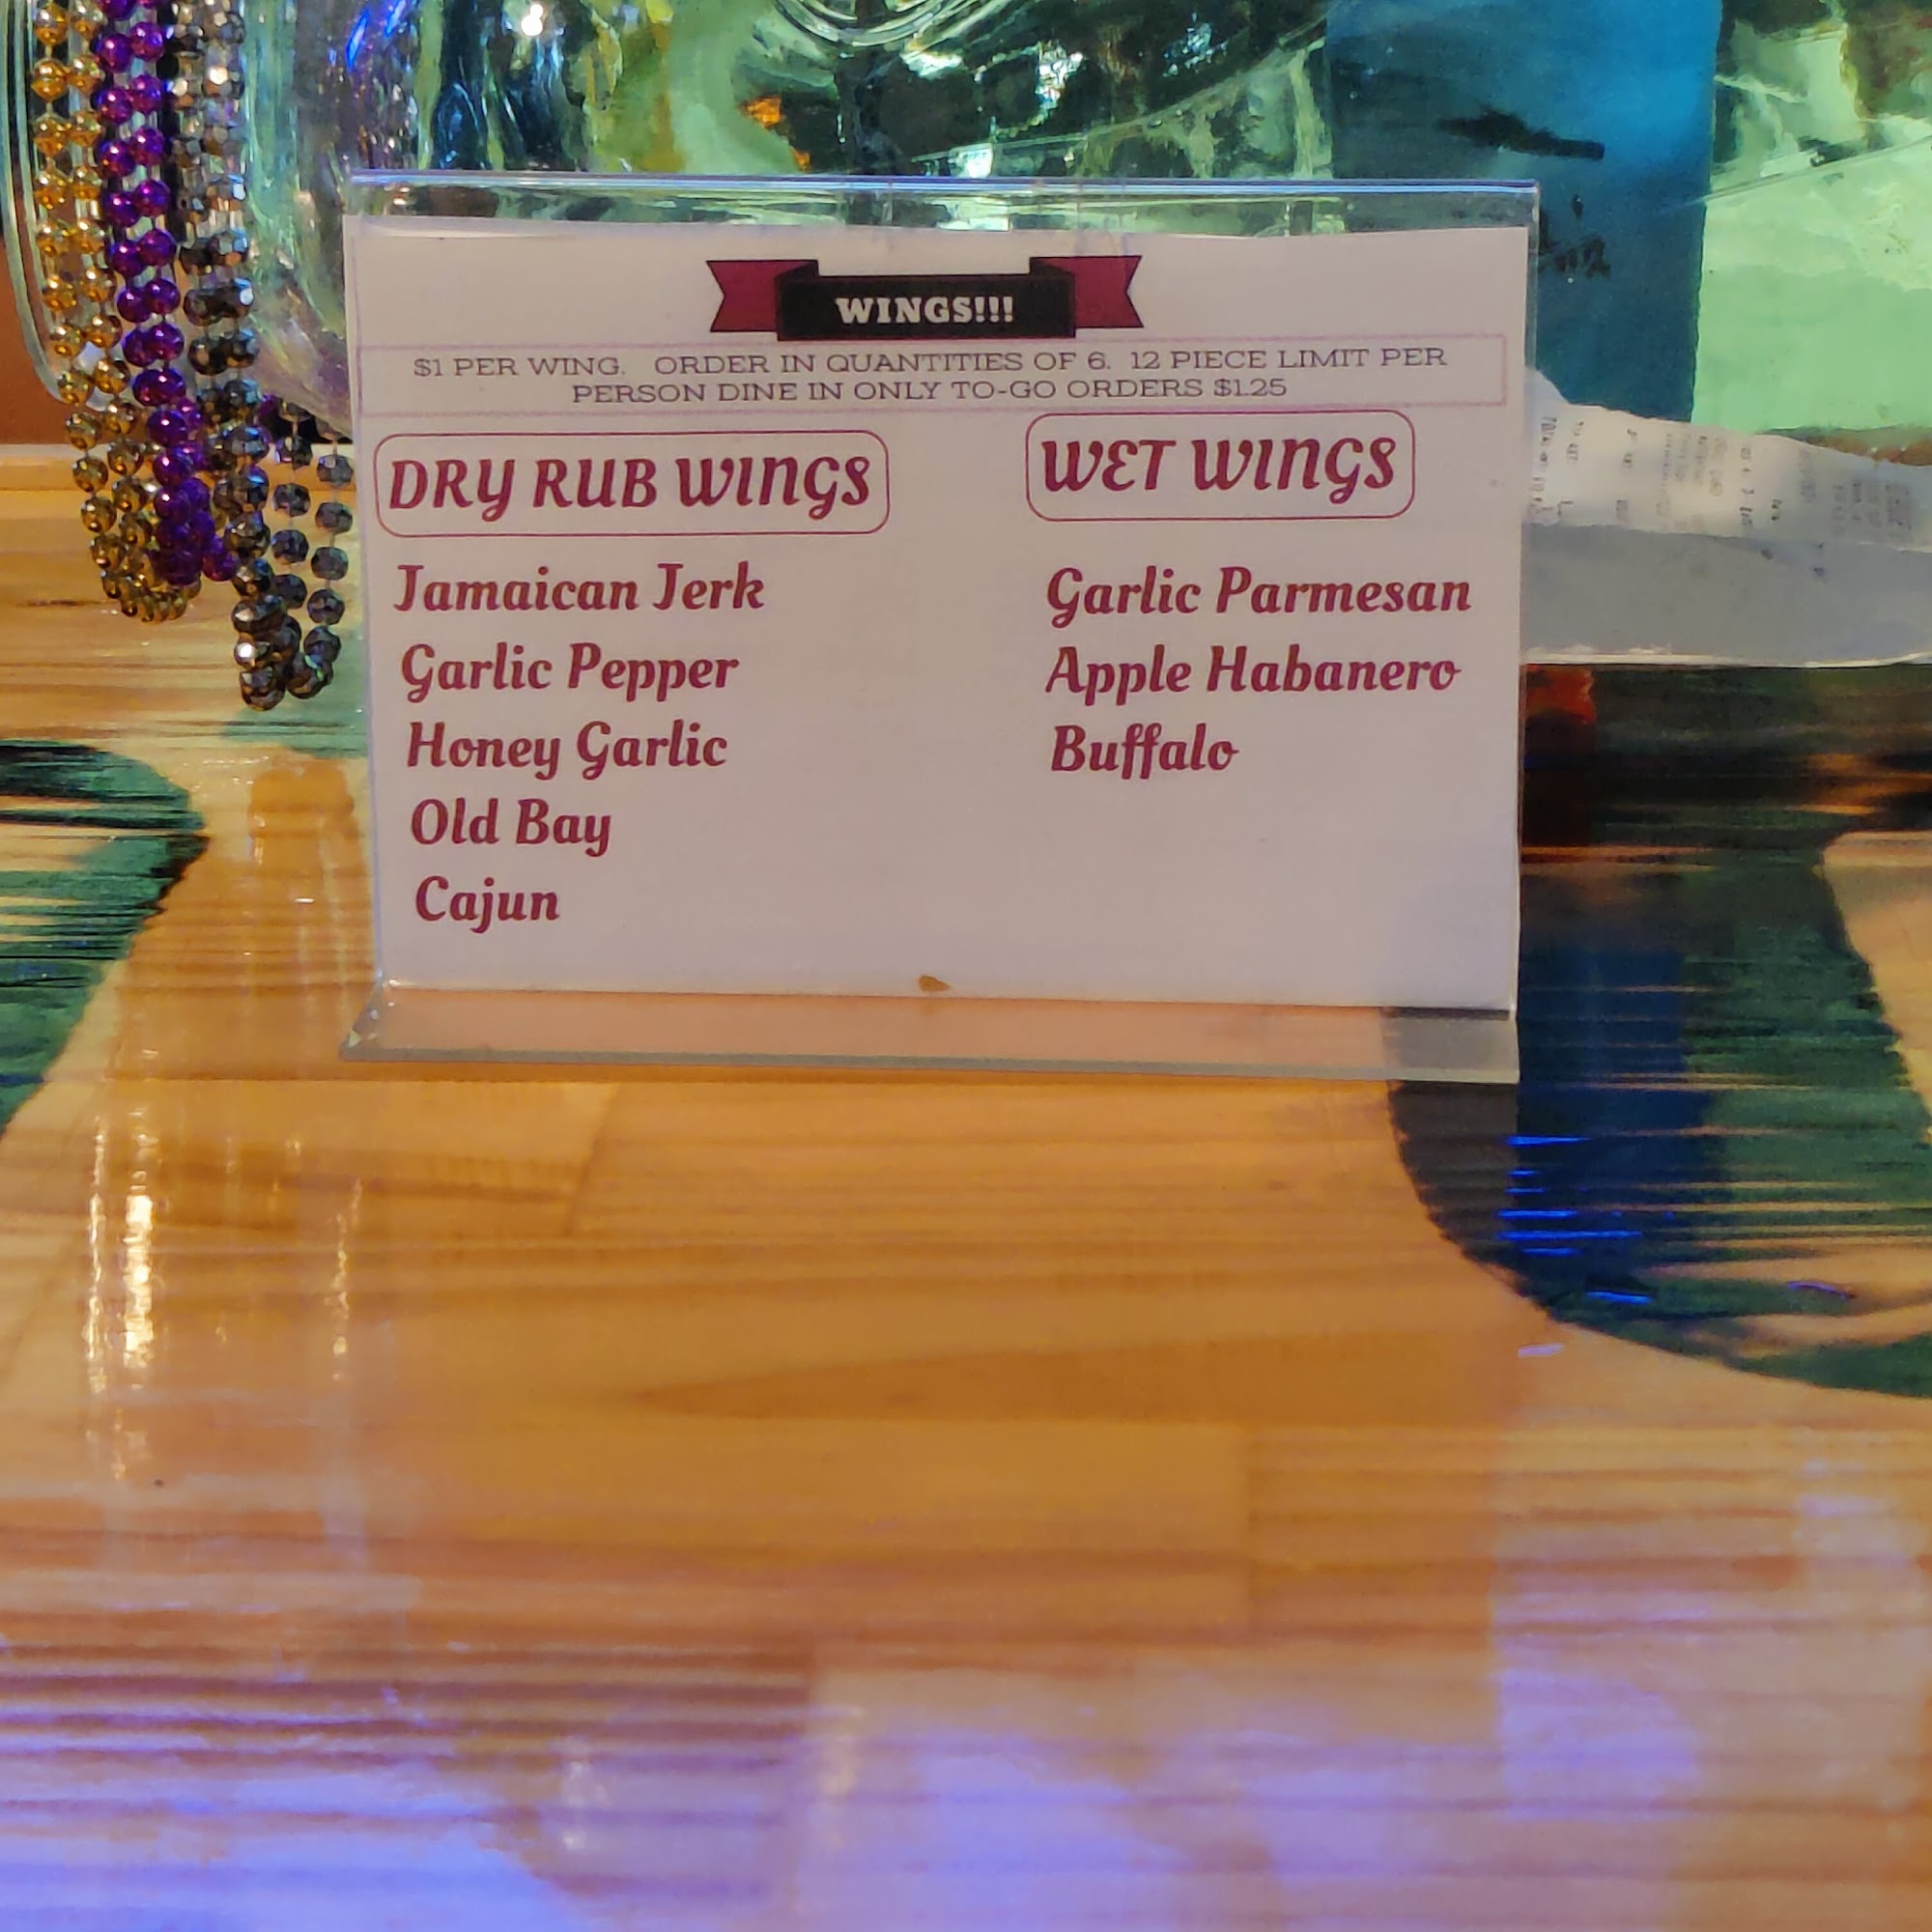 WINGS!!!
$1 PER WING. ORDER IN QUANTITIES OF 6. 12 PIECE LIMIT PER
PERSON DINE IN ONLY TO-GO ORDERS $1.25
DRY RUB WINGS
Jamaican Jerk
Garlic Pepper
Honey Garlic
Old Bay
Cajun
WET WINGS
Garlic Parmesan
Apple Habanero
Buffalo